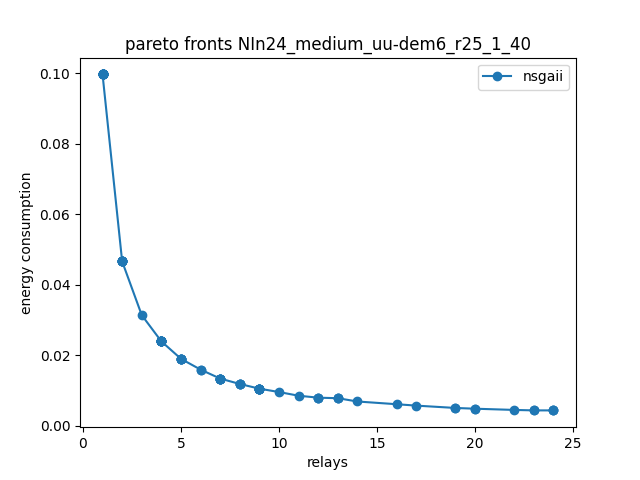 pareto fronts NIn24_medium_uu-dem6_r25_1_40
nsgaii
energy consumption
0.10
0.08
0.06
0.04
0.02
0.00
0 5 10 15 20 25
relays